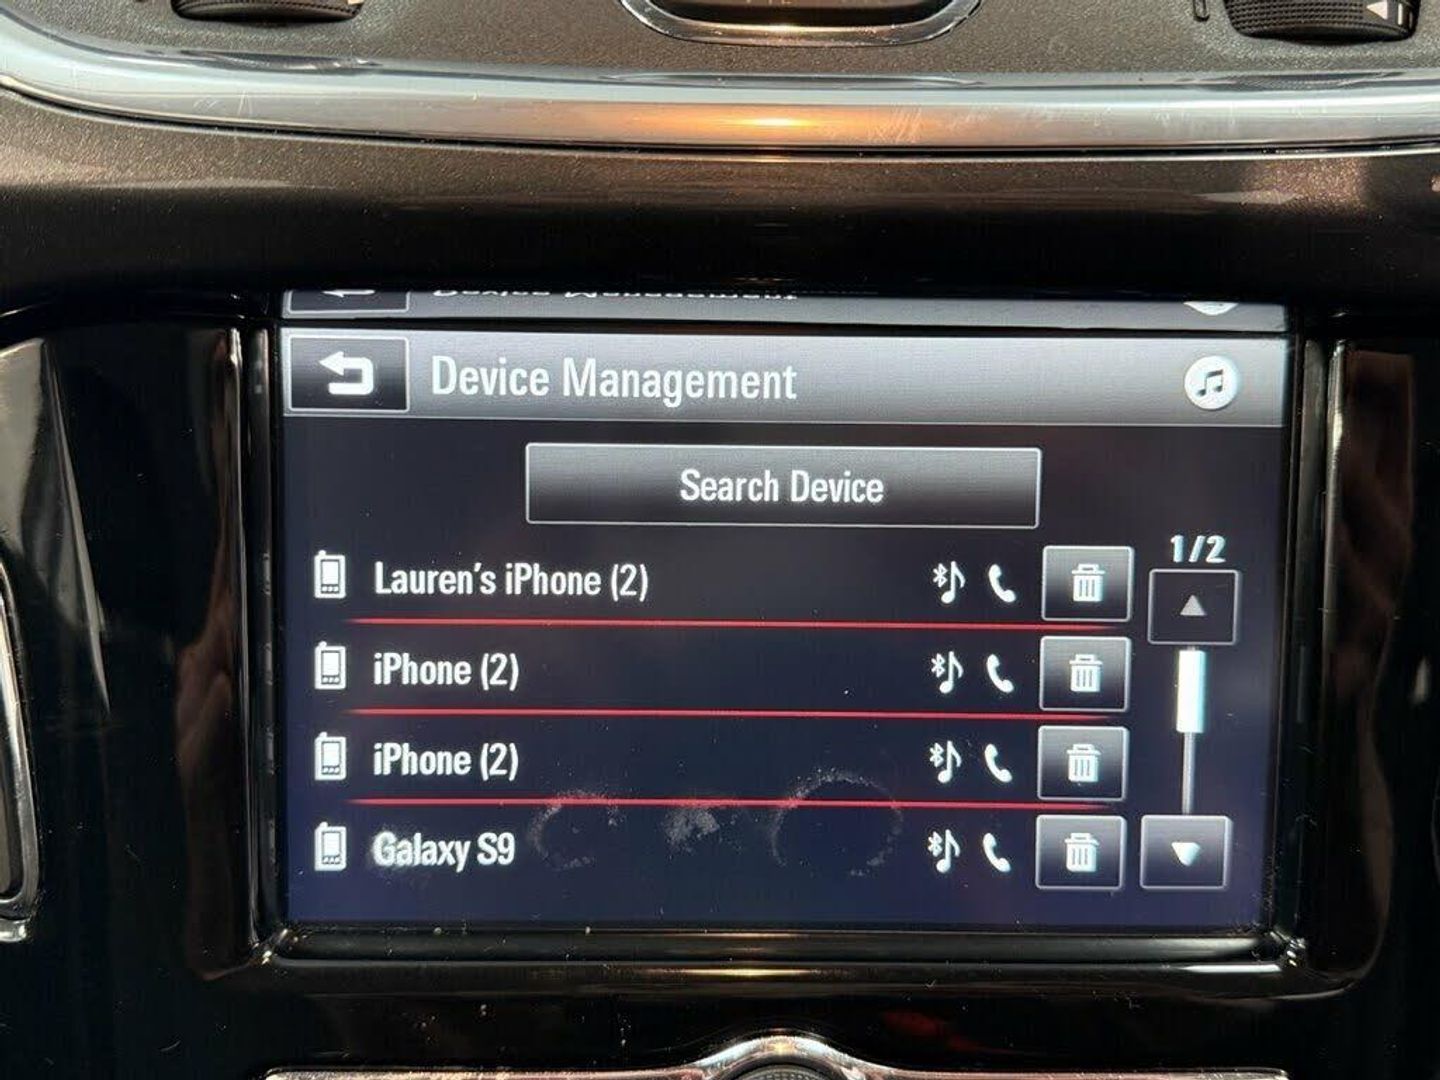 Device Management
Search Device
1/2
Lauren's iPhone (2)
iPhone (2)
iPhone (2)
Galaxy S9